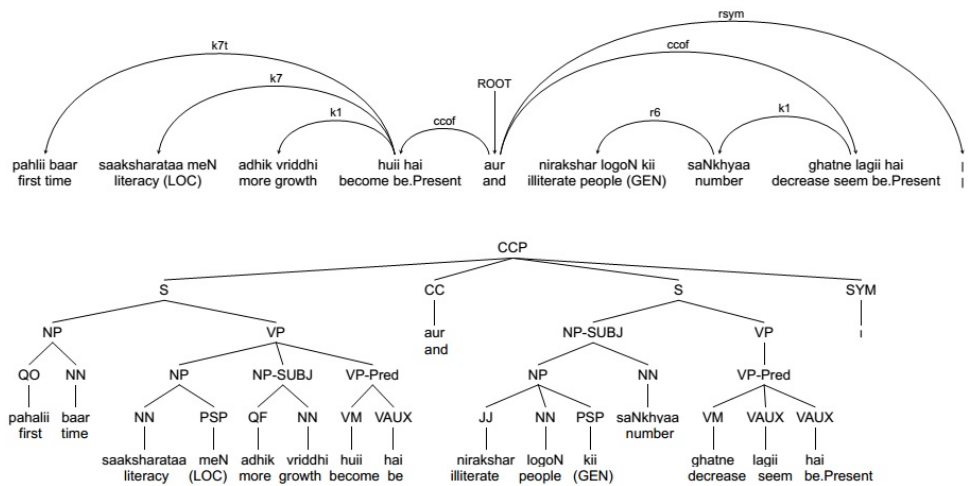 rsym
k7t
ccof
k7
ROOT
k1
ccof
r6
k1
pahlii baar saaksharataa meN adhik vriddhi huii hai aur nirakshar logoN kii saNkhyaa ghatne lagii hai |
first time literacy (LOC) more growth become be.Present and illiterate people (GEN) number decrease seem be.Present |
CCP
S CC S SYM
NP VP aur NP-SUBJ VP ı
and
QO NN NP NP-SUBJ VP-Pred NP NN VP-Pred
pahalii baar NN PSP QF NN VM VAUX JJ NN PSP saNkhyaa VM VAUX VAUX
first time number
saaksharataa meN adhik vriddhi huii hai nirakshar logoN kii ghatne lagii hai
literacy (LOC) more growth become be illiterate people (GEN) decrease seem be.Present